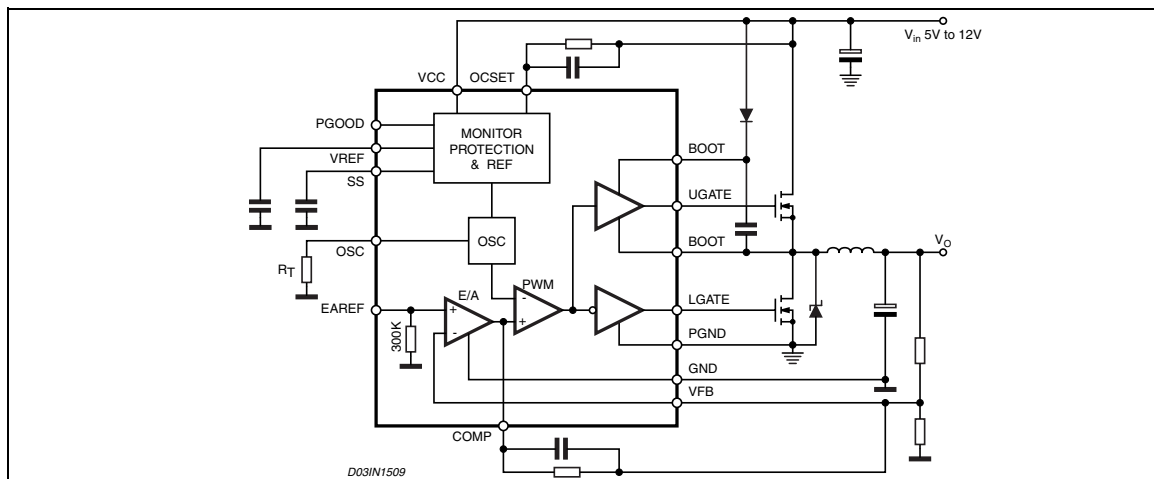 Vin 5V to 12V
VCC
OCSET
PGOOD
MONITOR
PROTECTION
& REF
VREF
SS
BOOT
UGATE
OSC
OSC
BOOT
VO
RT
E/A
PWM
LGATE
EAREF
-
+
+
-
300K
PGND
GND
VFB
COMP
D03IN1509